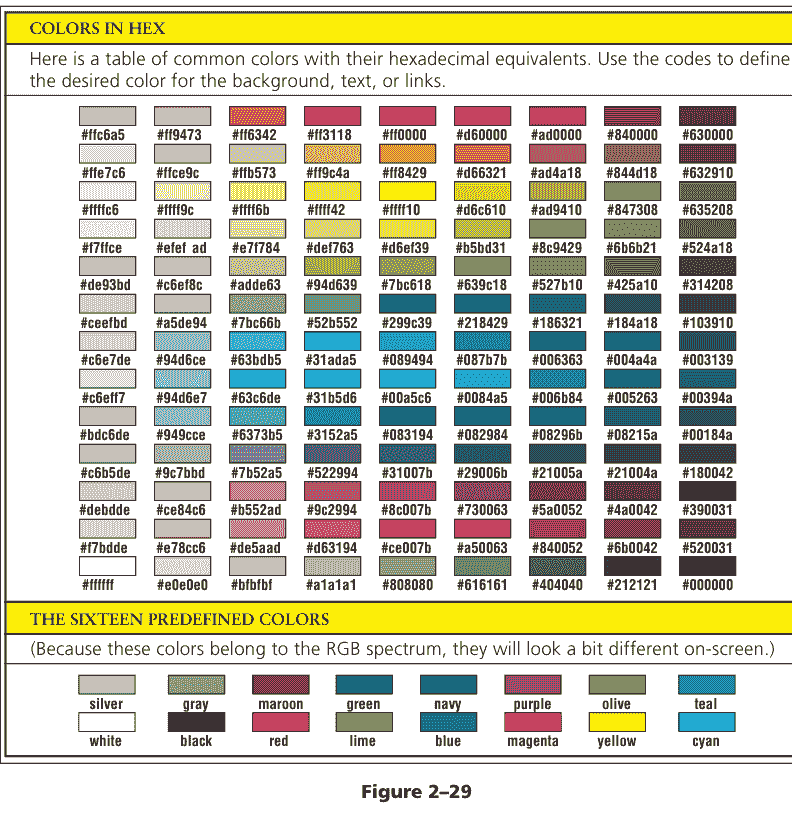 COLORS IN HEX
Here is a table of common colors with their hexadecimal equivalents. Use the codes to define
the desired color for the background, text, or links.
#ffc6a5 #ff9473 #ff6342 #ff3118 #ff0000 #d60000 #ad0000 #840000 #630000
#ffe7c6 #ffce9c #ffb573 #ff9c4a #ff8429 #d66321 #ad4a18 #844d18 #632910
#ffffc6 #ffff9c #ffff6b #ffff42 #ffff10 #d6c610 #ad9410 #847308 #635208
#f7ffce #efef ad #e7f784 #def763 #d6ef39 #b5bd31 #8c9429 #6b6b21 #524a18
#de93bd #c6ef8c #adde63 #94d639 #7bc618 #639c18 #527b10 #425a10 #314208
#ceefbd #a5de94 #7bc66b #52b552 #299c39 #218429 #186321 #184a18 #103910
#c6e7de #94d6ce #63bdb5 #31ada5 #089494 #087b7b #006363 #004a4a #003139
#c6eff7 #94d6e7 #63c6de #31b5d6 #00a5c6 #0084a5 #006b84 #005263 #00394a
#bdc6de #949cce #6373b5 #3152a5 #083194 #082984 #08296b #08215a #00184a
#c6b5de #9c7bbd #7b52a5 #522994 #31007b #29006b #21005a #21004a #180042
#debdde #ce84c6 #b552ad #9c2994 #8c007b #730063 #5a0052 #4a0042 #390031
#f7bdde #e78cc6 #de5aad #d63194 #ce007b #a50063 #840052 #6b0042 #520031
#ffffff #e0e0e0 #bfbfbf #a1a1a1 #808080 #616161 #404040 #212121 #000000
THE SIXTEEN PREDEFINED COLORS
(Because these colors belong to the RGB spectrum, they will look a bit different on-screen.)
silver gray maroon green navy purple olive teal
white black red lime blue magenta yellow cyan
Figure 2–29